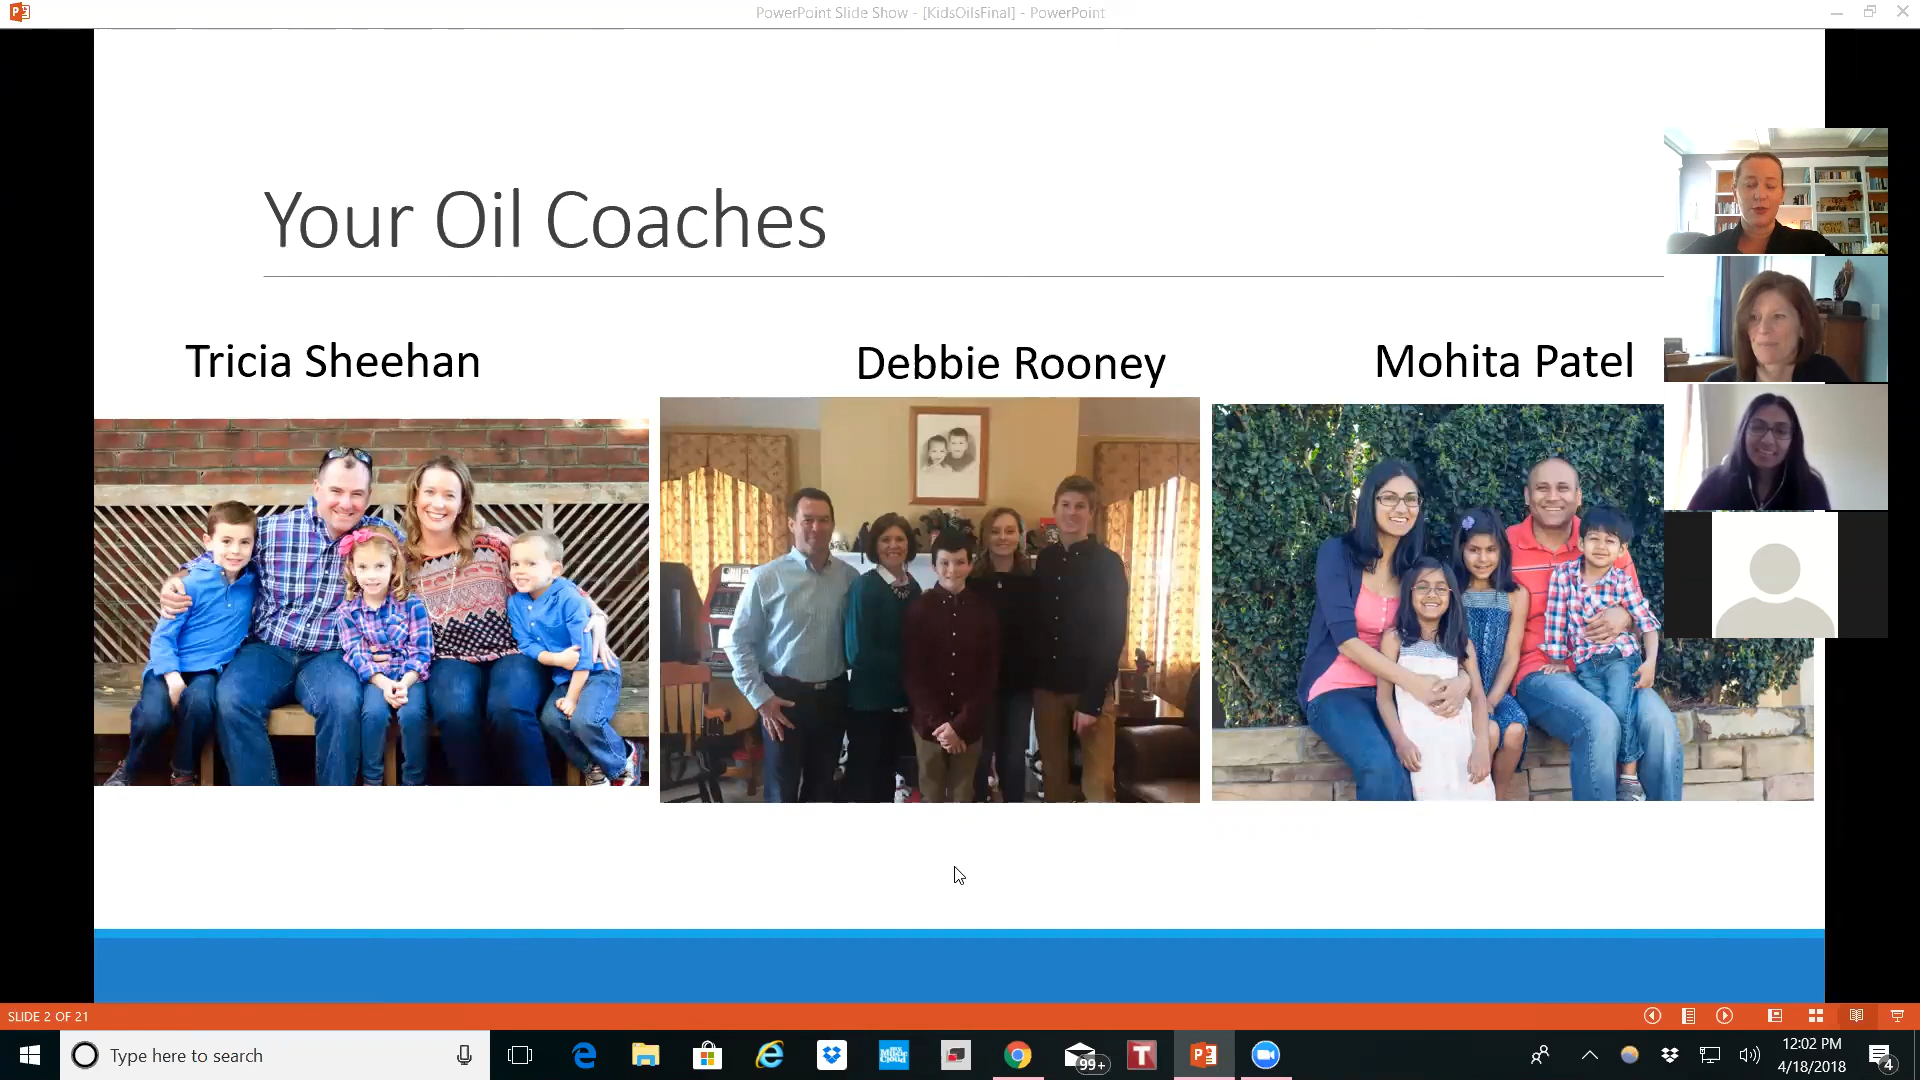 PowerPoint Slide Show - [KidsOilsFinal] - PowerPoint
Your Oil Coaches
Tricia Sheehan
Debbie Rooney
Mohita Patel
SLIDE 2 OF 21
Type here to search
99+
12:02 PM
4/18/2018
4